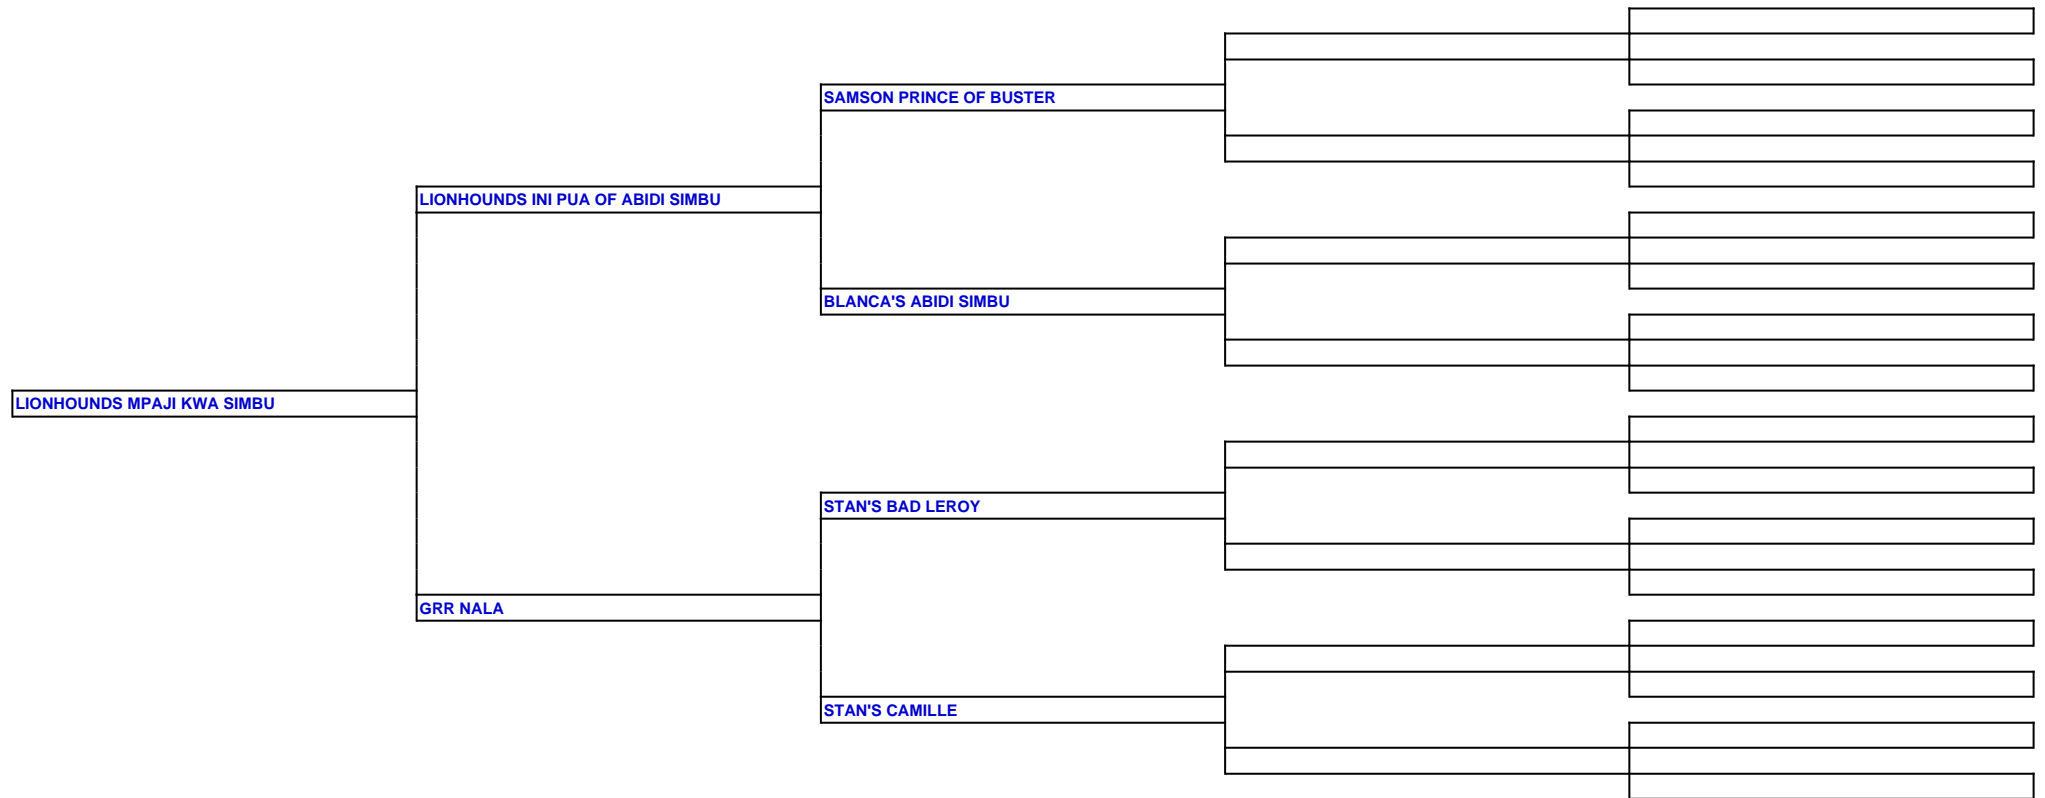 SAMSON PRINCE OF BUSTER
LIONHOUNDS INI PUA OF ABIDI SIMBU
BLANCA'S ABIDI SIMBU
LIONHOUNDS MPAJI KWA SIMBU
STAN'S BAD LEROY
GRR NALA
STAN'S CAMILLE